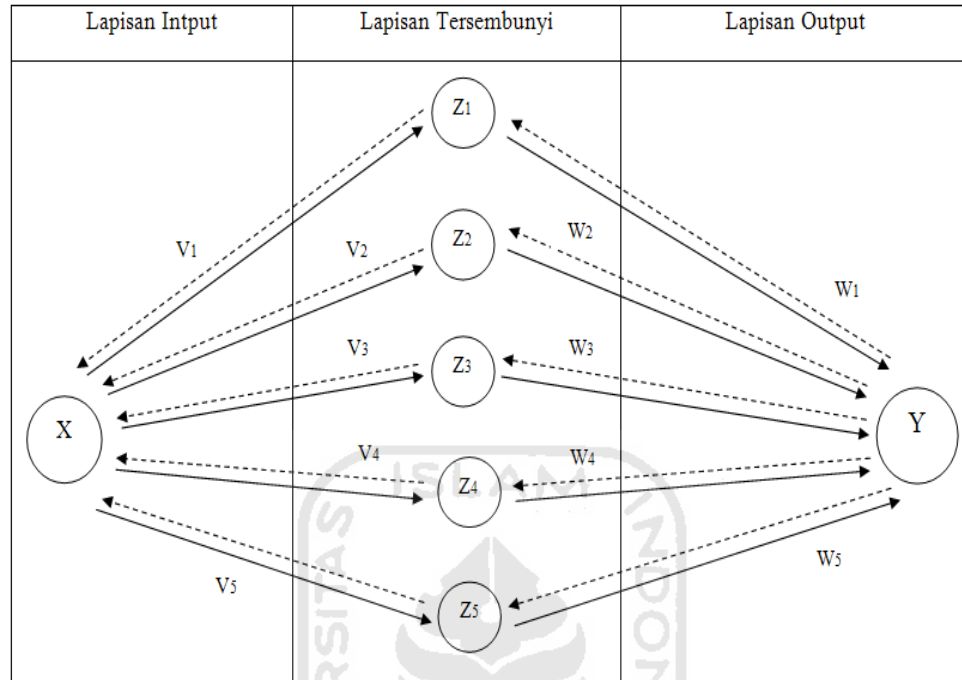 Lapisan Intput
Lapisan Tersembunyi
Lapisan Output
Z1
V1
V2
Z2
W2
W1
V3
Z3
W3
X
Y
V4
Z4
W4
V5
Z5
W5
ISLAM